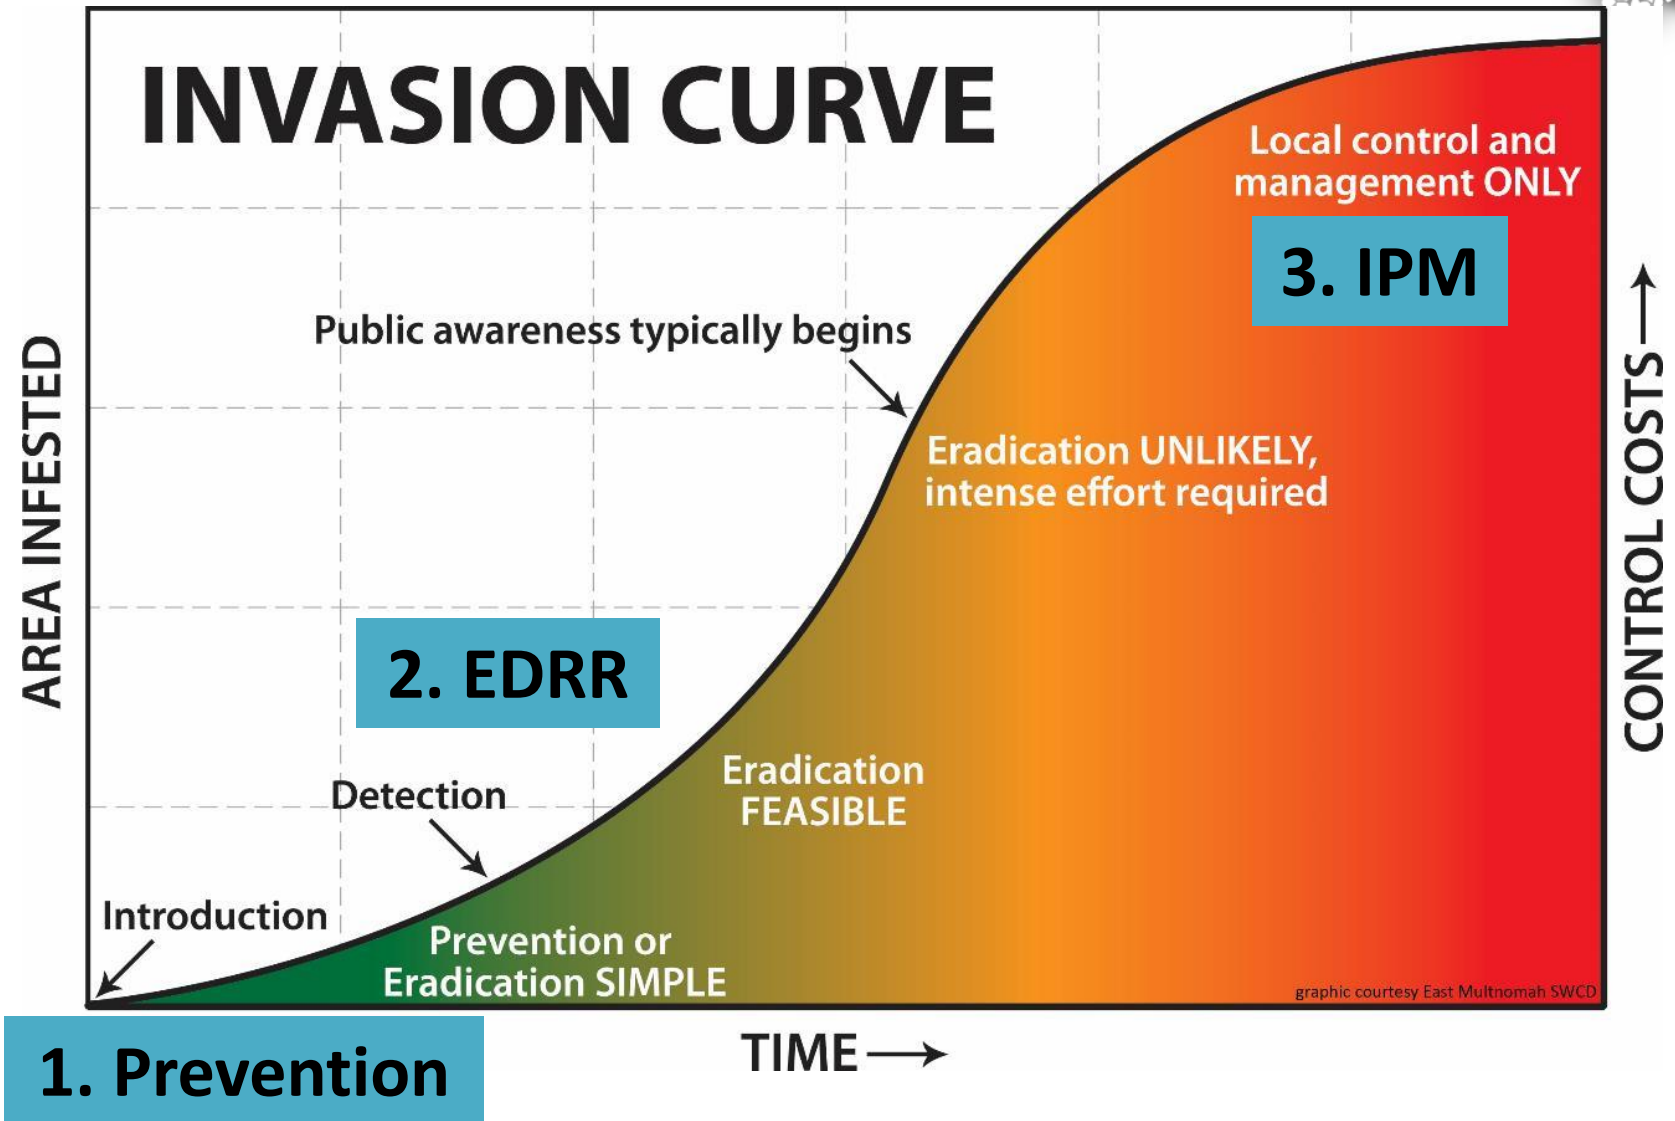 INVASION CURVE
Local control and
management ONLY
3. IPM
Public awareness typically begins
Eradication UNLIKELY,
intense effort required
AREA INFESTED
CONTROL COSTS
2. EDRR
Eradication
FEASIBLE
Detection
Introduction
Prevention or
Eradication SIMPLE
graphic courtesy East Multnomah SWCD
TIME
1. Prevention